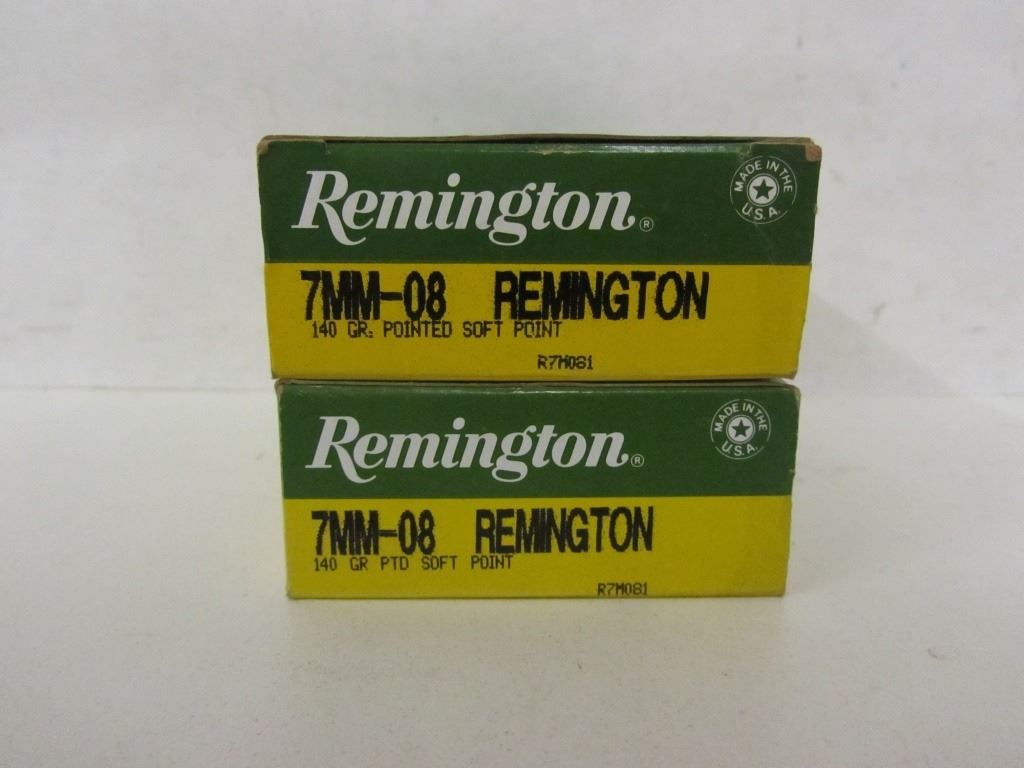 Remington®
MADE IN THE
U.S.A.
7MM-08 REMINGTON
140 GR. POINTED SOFT POINT
R7M081
Remington®
MADE IN THE
U.S.A.
7MM-08 REMINGTON
140 GR PTD SOFT POINT
R7M081